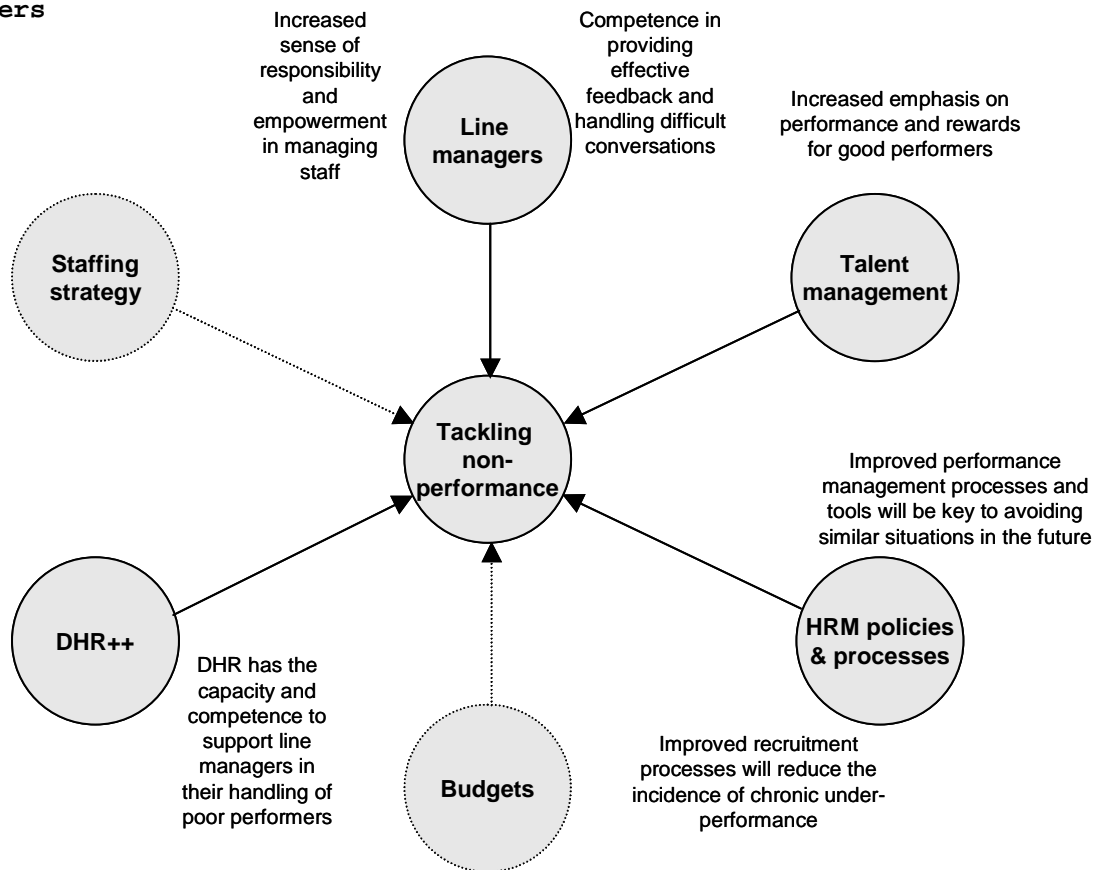 ers
Increased
sense of
responsibility
and
empowerment
in managing
staff
Line
managers
Competence in
providing
effective
feedback and
handling difficult
conversations
Increased emphasis on
performance and rewards
for good performers
Staffing
strategy
Talent
management
Tackling
non-
performance
Improved performance
management processes and
tools will be key to avoiding
similar situations in the future
DHR++
HRM policies
& processes
DHR has the
capacity and
competence to
support line
managers in
their handling of
poor performers
Budgets
Improved recruitment
processes will reduce the
incidence of chronic under-
performance